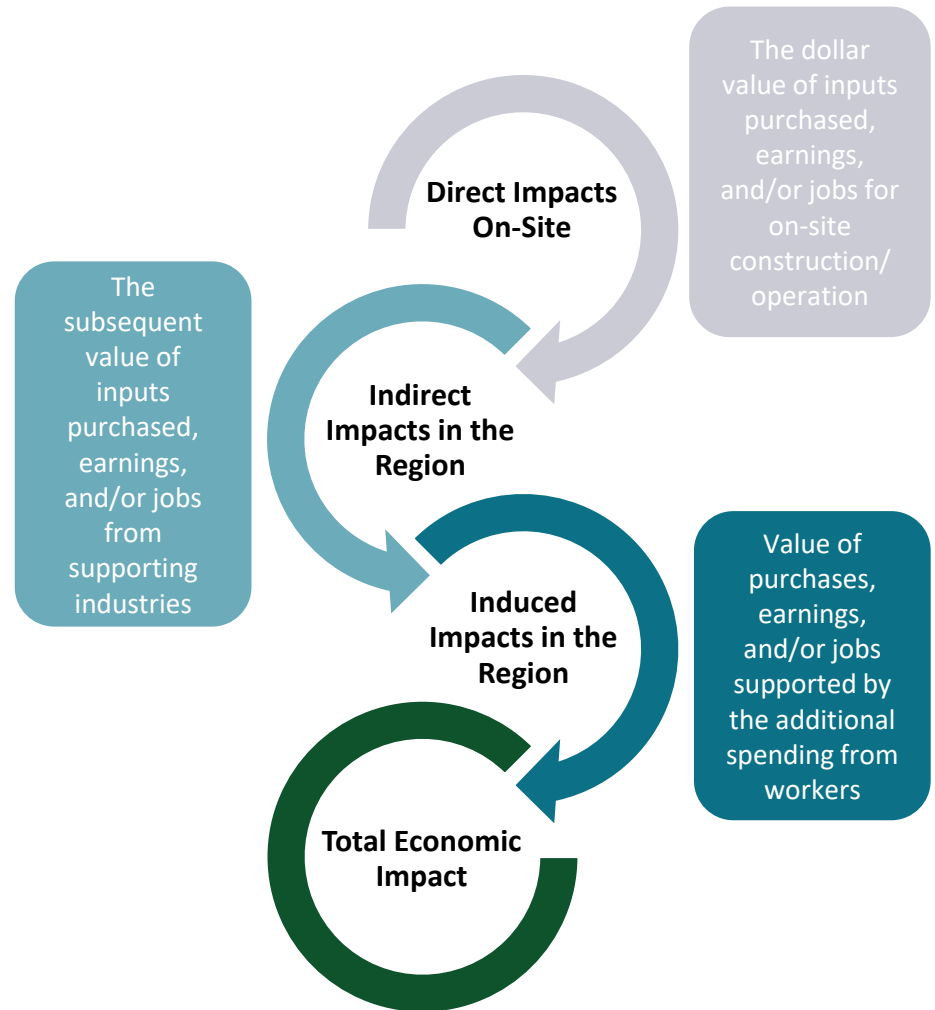 The dollar
value of inputs
purchased,
earnings,
and/or jobs for
on-site
construction/
operation
Direct Impacts
On-Site
The
subsequent
value of
inputs
purchased,
earnings,
and/or jobs
from
supporting
industries
Indirect
Impacts in the
Region
Value of
purchases,
earnings,
and/or jobs
supported by
the additional
spending from
workers
Induced
Impacts in the
Region
Total Economic
Impact